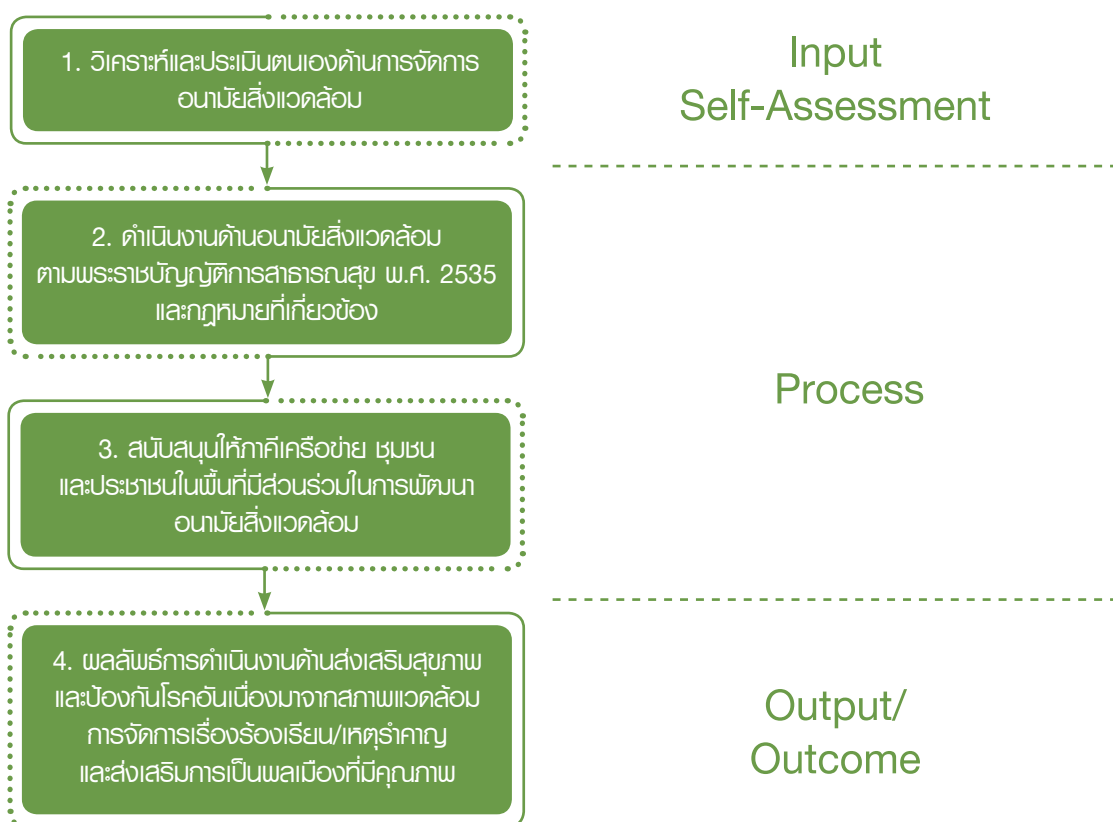 1. วิเคราะห์และประเมินตนเองด้านการจัดการ
อนามัยสิ่งแวดล้อม
Input
Self-Assessment
2. ดำเนินงานด้านอนามัยสิ่งแวดล้อม
ตามพระราชบัญญัติการสาธารณสุข พ.ศ. 2535
และกฎหมายที่เกี่ยวข้อง
3. สนับสนุนให้ภาคีเครือข่าย ชุมชน
และประชาชนในพื้นที่มีส่วนร่วมในการพัฒนา
อนามัยสิ่งแวดล้อม
Process
4. ผลลัพธ์การดำเนินงานด้านส่งเสริมสุขภาพ
และป้องกันโรคอันเนื่องมาจากสภาพแวดล้อม
การจัดการเรื่องร้องเรียน/เหตุรำคาญ
และส่งเสริมการเป็นพลเมืองที่มีคุณภาพ
Output/
Outcome